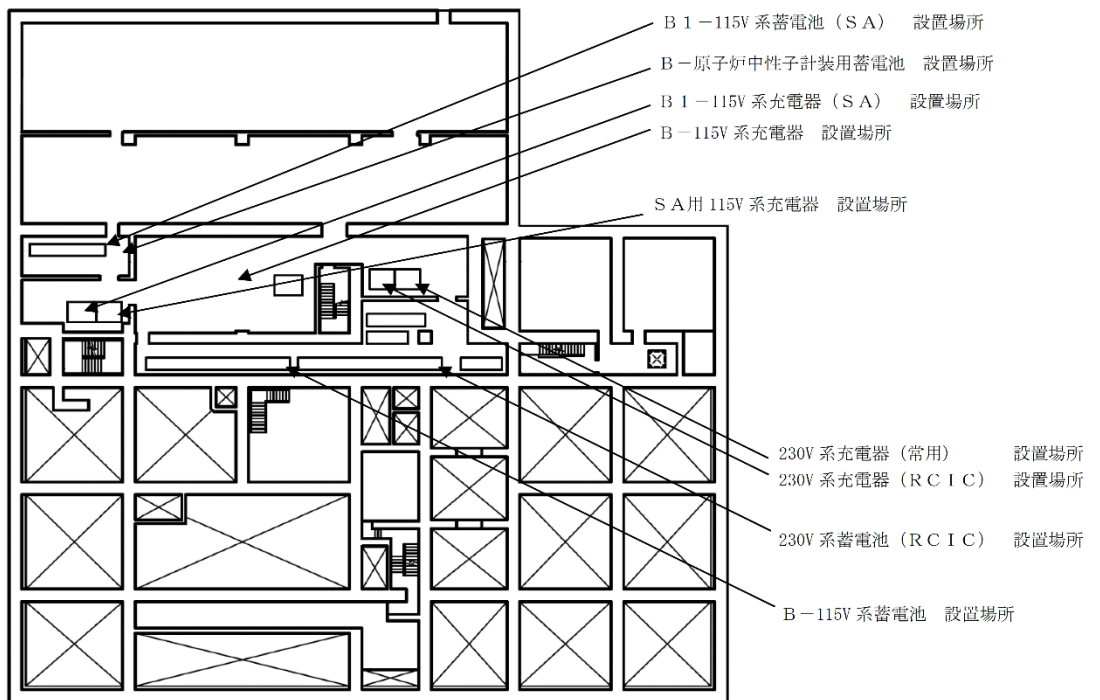 Ｂ１－115V 系蓄電池（ＳＡ）　設置場所
Ｂ－原子炉中性子計装用蓄電池　設置場所
Ｂ１－115V 系充電器（ＳＡ）　設置場所
Ｂ－115V 系充電器　設置場所
ＳＡ用 115V 系充電器　設置場所
230V 系充電器（常用）　設置場所
230V 系充電器（ＲＣＩＣ）　設置場所
230V 系蓄電池（ＲＣＩＣ）　設置場所
Ｂ－115V 系蓄電池　設置場所